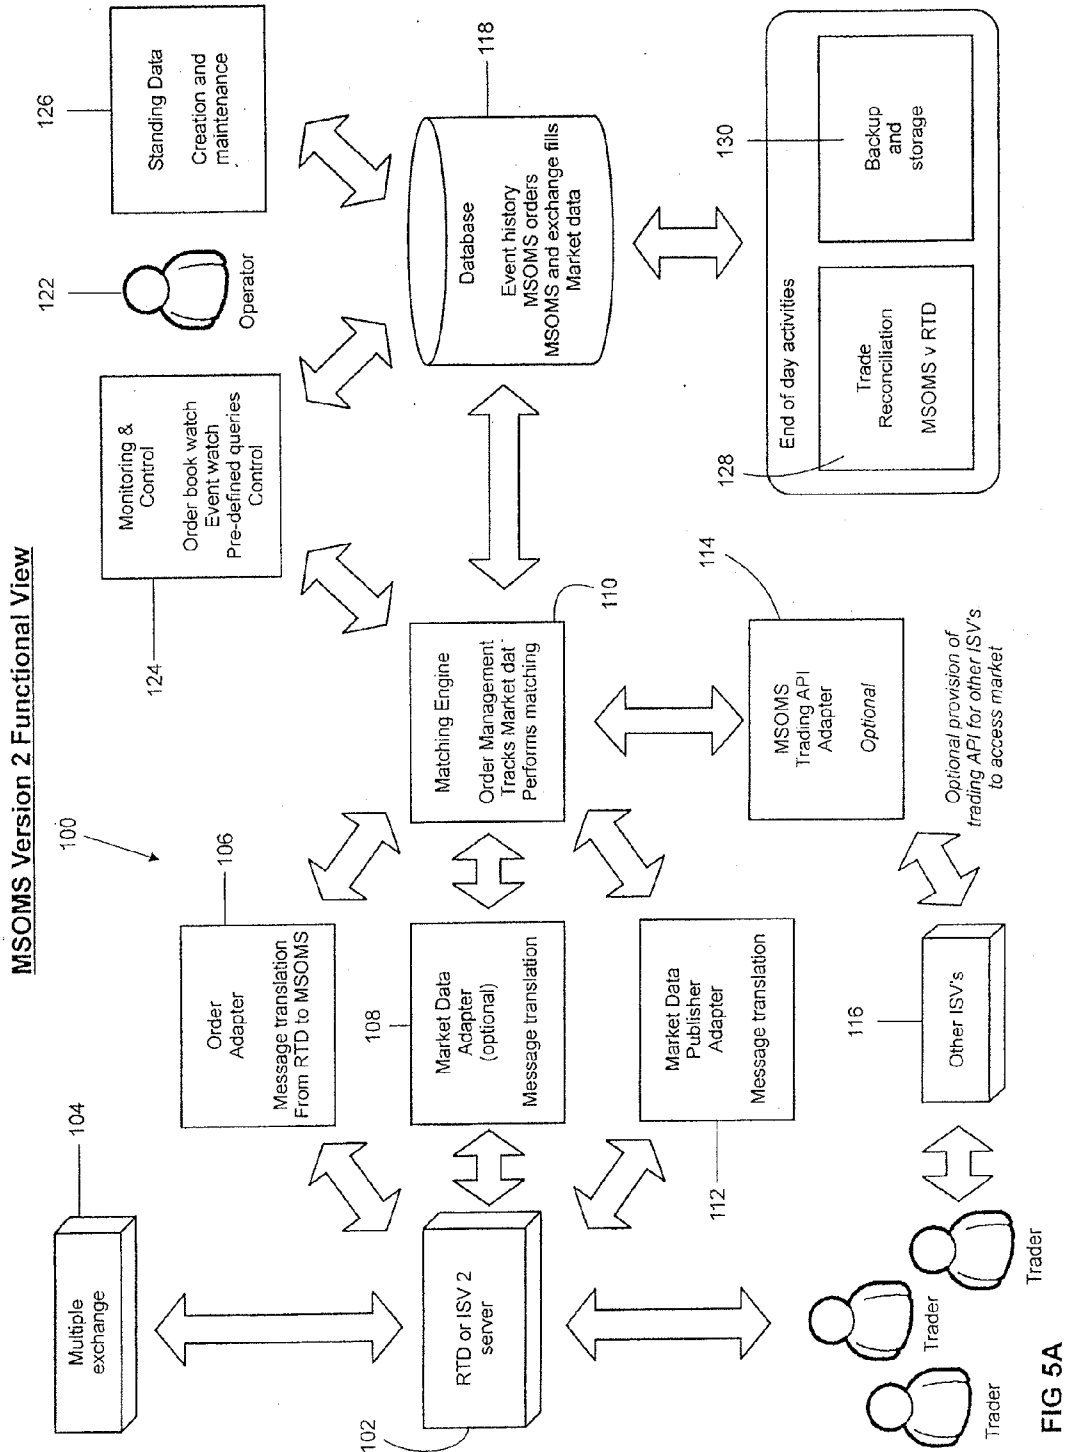 MSOMS Version 2 Functional View
100
104
Multiple
exchange
102
RTD or ISV 2
server
106
Order
Adapter
Message translation
From RTD to MSOMS
108
Market Data
Adapter
(optional)
Message translation
112
Market Data
Publisher
Adapter
Message translation
110
Matching Engine
Order Management
Tracks Market dat
Performs matching
124
Monitoring &
Control
Order book watch
Event watch
Pre-defined queries
Control
122
Operator
126
Standing Data
Creation and
maintenance
118
Database
Event history
MSOMS orders
MSOMS and exchange fills
Market data
114
MSOMS
Trading API
Adapter
Optional
Optional provision of
trading API for other ISV's
to access market
116
Other ISV's
End of day activities
128
Trade
Reconciliation
MSOMS v RTD
130
Backup
and
storage
Trader
Trader
Trader
FIG 5A